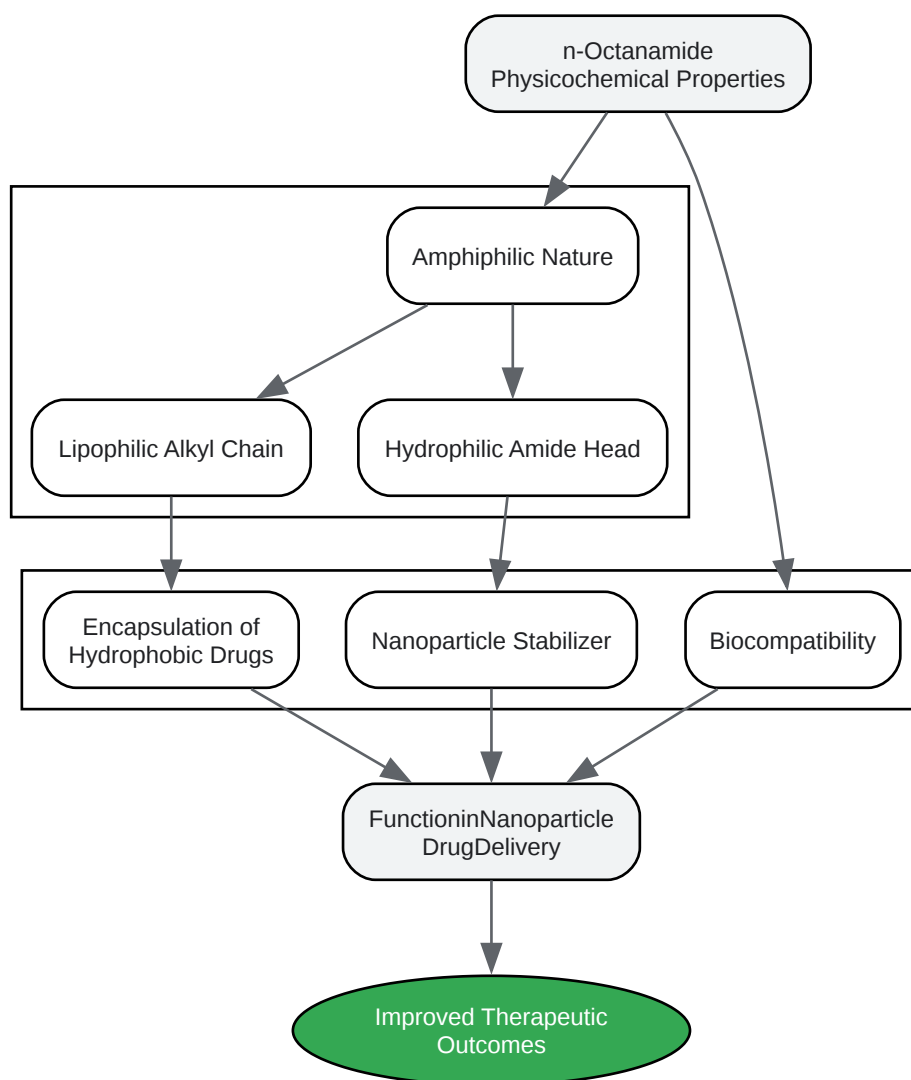 n-Octanamide
Physicochemical Properties
Amphiphilic Nature
Lipophilic Alkyl Chain
Hydrophilic Amide Head
Encapsulation of
Hydrophobic Drugs
Nanoparticle Stabilizer
Biocompatibility
FunctioninNanoparticle
DrugDelivery
Improved Therapeutic
Outcomes